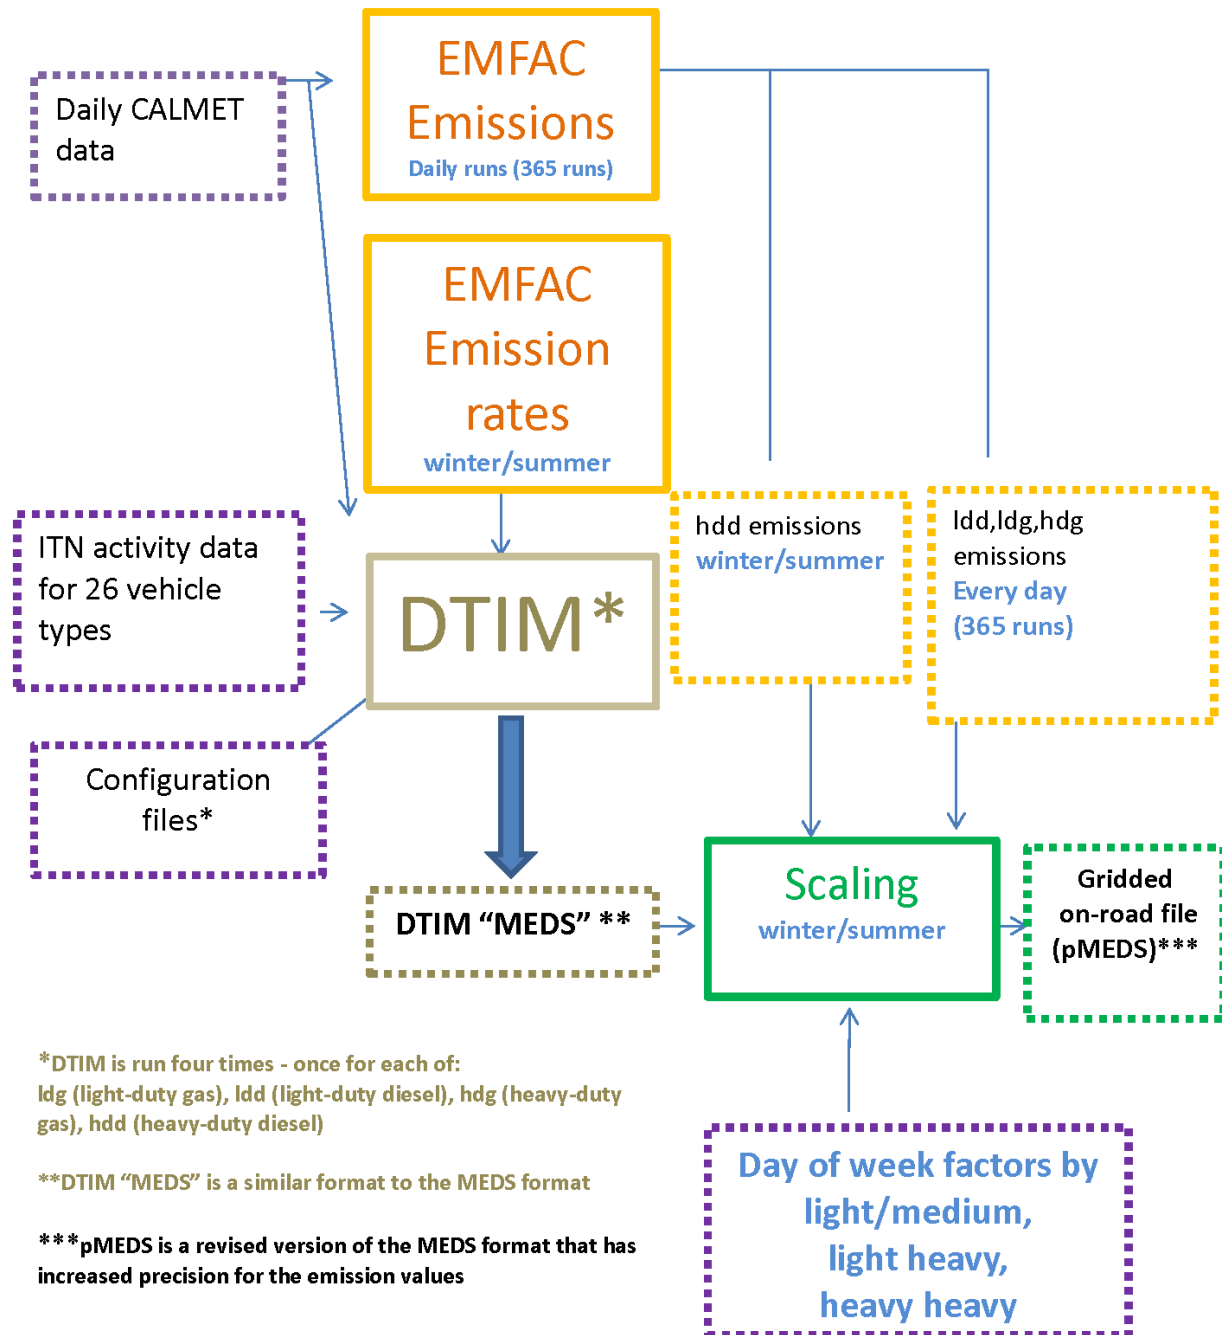 EMFAC
Emissions
Daily runs (365 runs)
Daily CALMET
data
EMFAC
Emission
rates
winter/summer
ITN activity data
for 26 vehicle
types
DTIM*
hdd emissions
winter/summer
ldd,ldg,hdg
emissions
Every day
(365 runs)
Configuration
files*
DTIM “MEDS” **
Scaling
winter/summer
Gridded
on-road file
(pMEDS)***
*DTIM is run four times - once for each of:
ldg (light-duty gas), ldd (light-duty diesel), hdg (heavy-duty
gas), hdd (heavy-duty diesel)
**DTIM “MEDS” is a similar format to the MEDS format
***pMEDS is a revised version of the MEDS format that has
increased precision for the emission values
Day of week factors by
light/medium,
light heavy,
heavy heavy